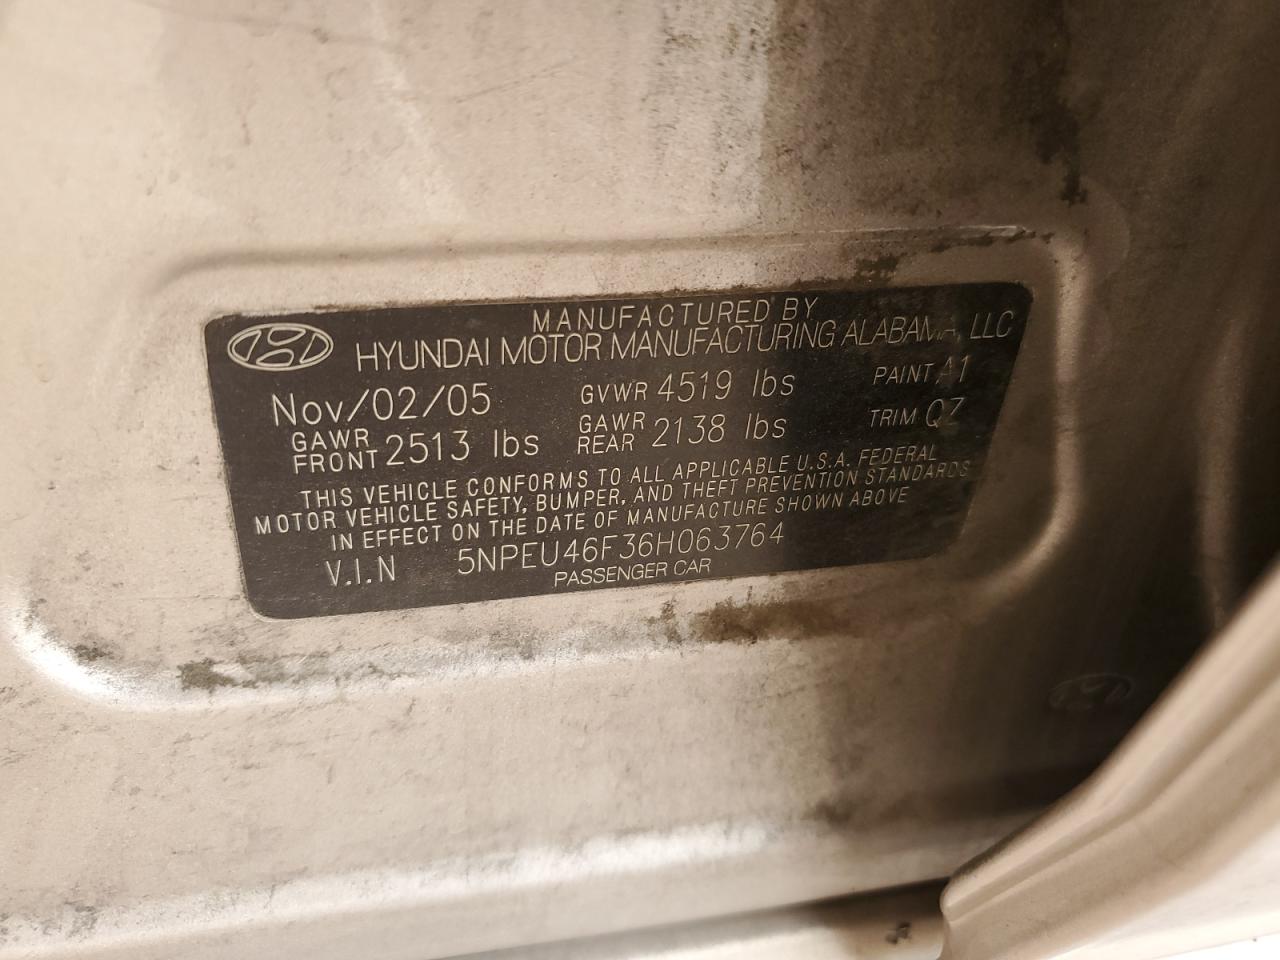 MANUFACTURED BY
HYUNDAI MOTOR MANUFACTURING ALABAMA, LLC
Nov/02/05 GVWR 4519 lbs PAINT A1
GAWR FRONT 2513 lbs GAWR REAR 2138 lbs TRIM QZ
THIS VEHICLE CONFORMS TO ALL APPLICABLE U.S.A. FEDERAL
MOTOR VEHICLE SAFETY, BUMPER, AND THEFT PREVENTION STANDARDS
IN EFFECT ON THE DATE OF MANUFACTURE SHOWN ABOVE
V.I.N 5NPEU46F36H063764
PASSENGER CAR